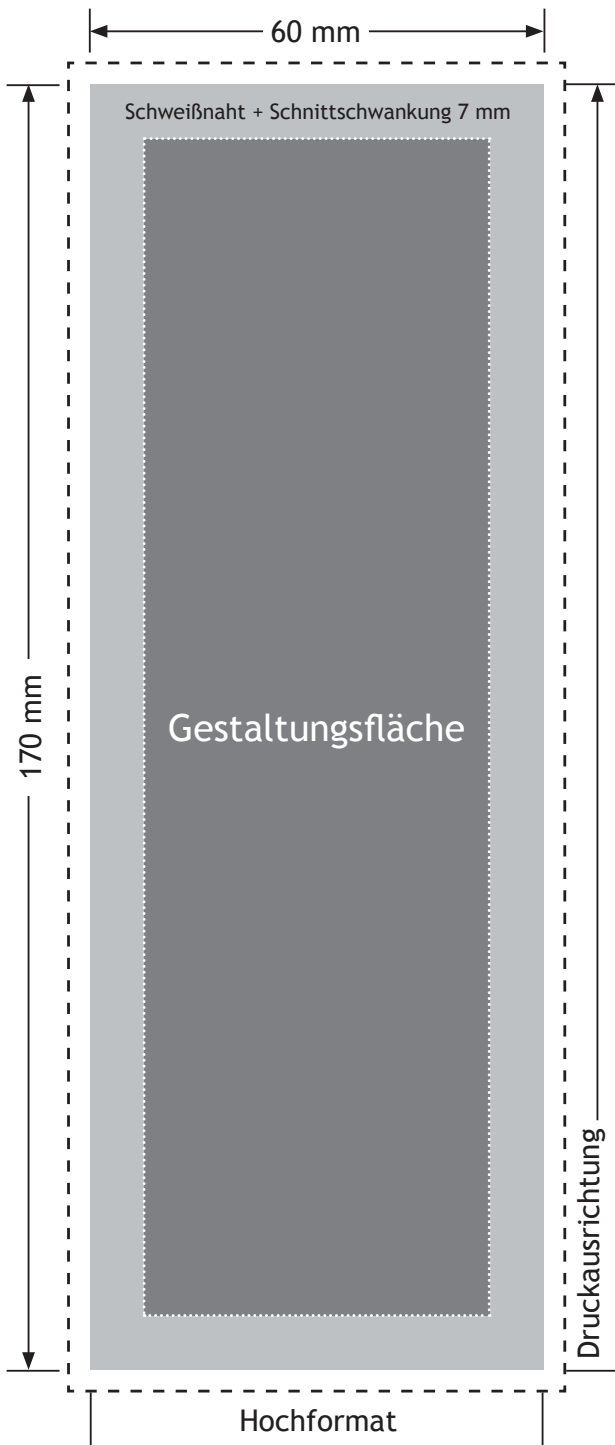 60 mm
Schweißnaht + Schnittschwankung 7 mm
170 mm
Gestaltungsfläche
Druckausrichtung
Hochformat